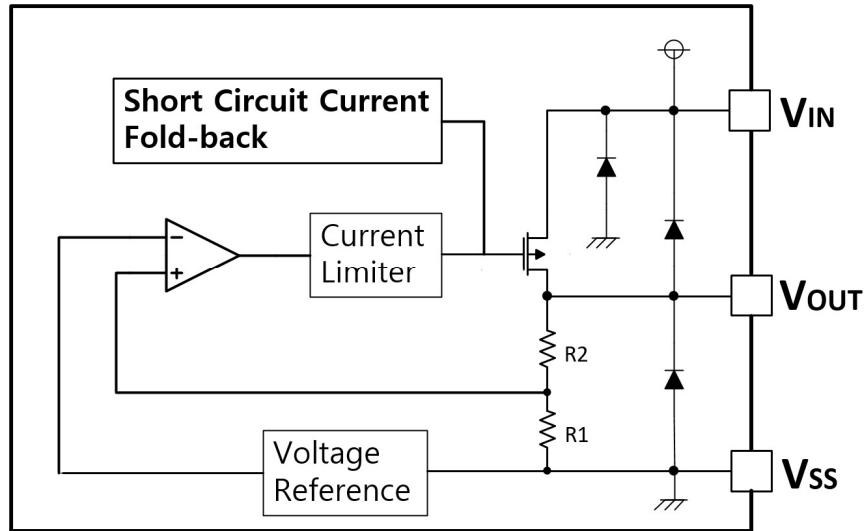 Short Circuit Current
Fold-back
VIN
−
+
Current
Limiter
VOUT
R2
R1
Voltage
Reference
VSS